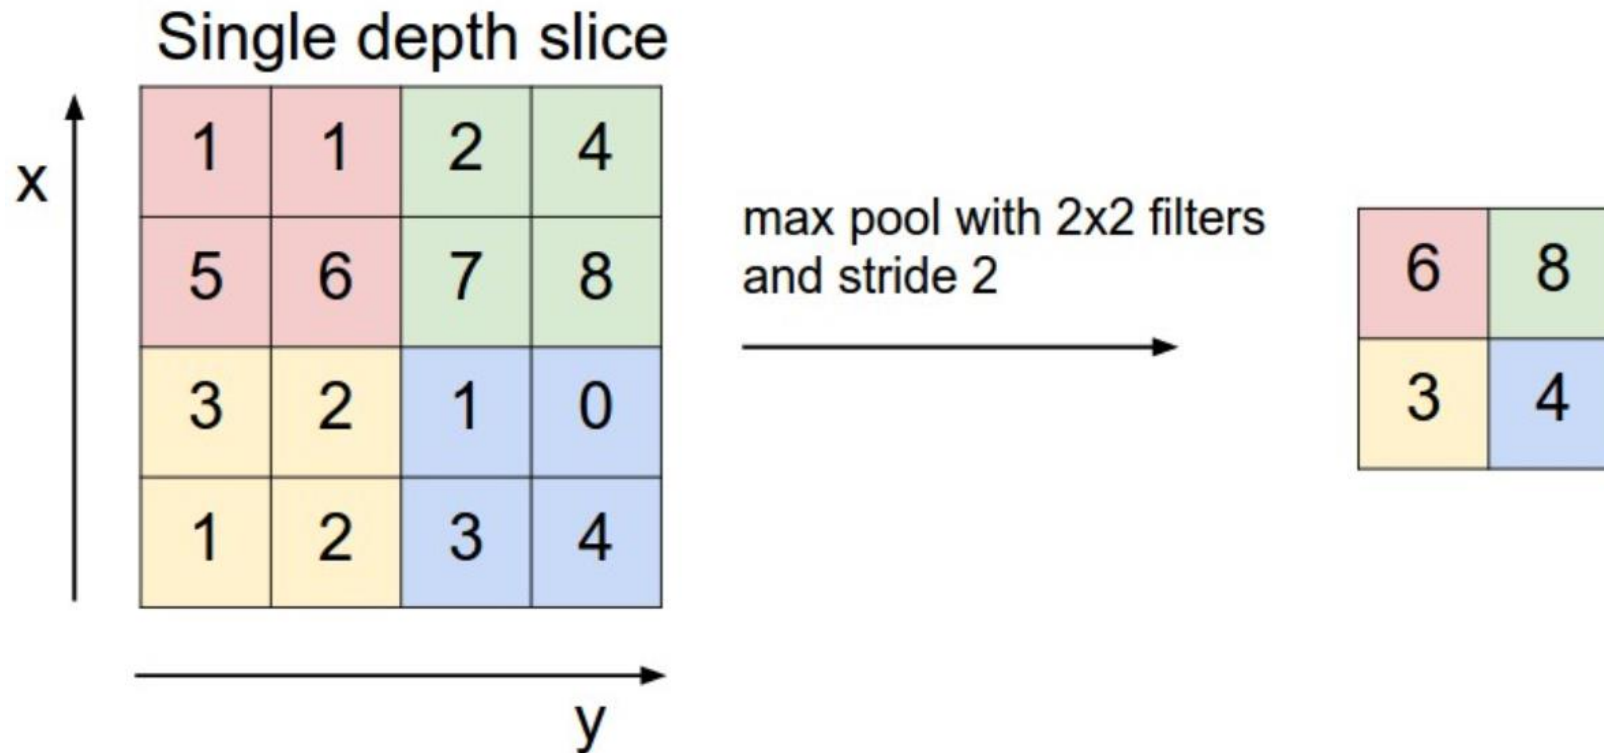 Single depth slice
x
1 1 2 4
5 6 7 8
3 2 1 0
1 2 3 4
y
max pool with 2x2 filters
and stride 2
6 8
3 4